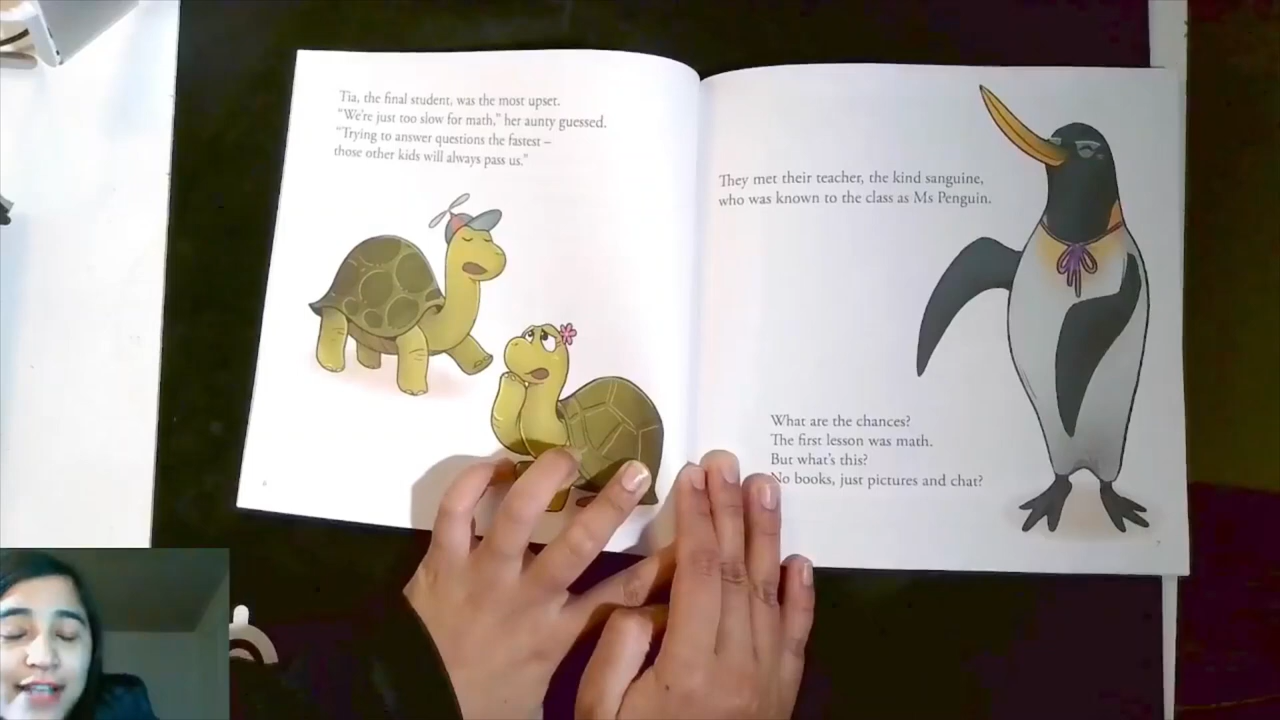 Tia, the final student, was the most upset.
"We're just too slow for math," her aunty guessed.
"Trying to answer questions the fastest –
those other kids will always pass us."
They met their teacher, the kind sanguine,
who was known to the class as Ms Penguin.
What are the chances?
The first lesson was math.
But what's this?
No books, just pictures and chat?